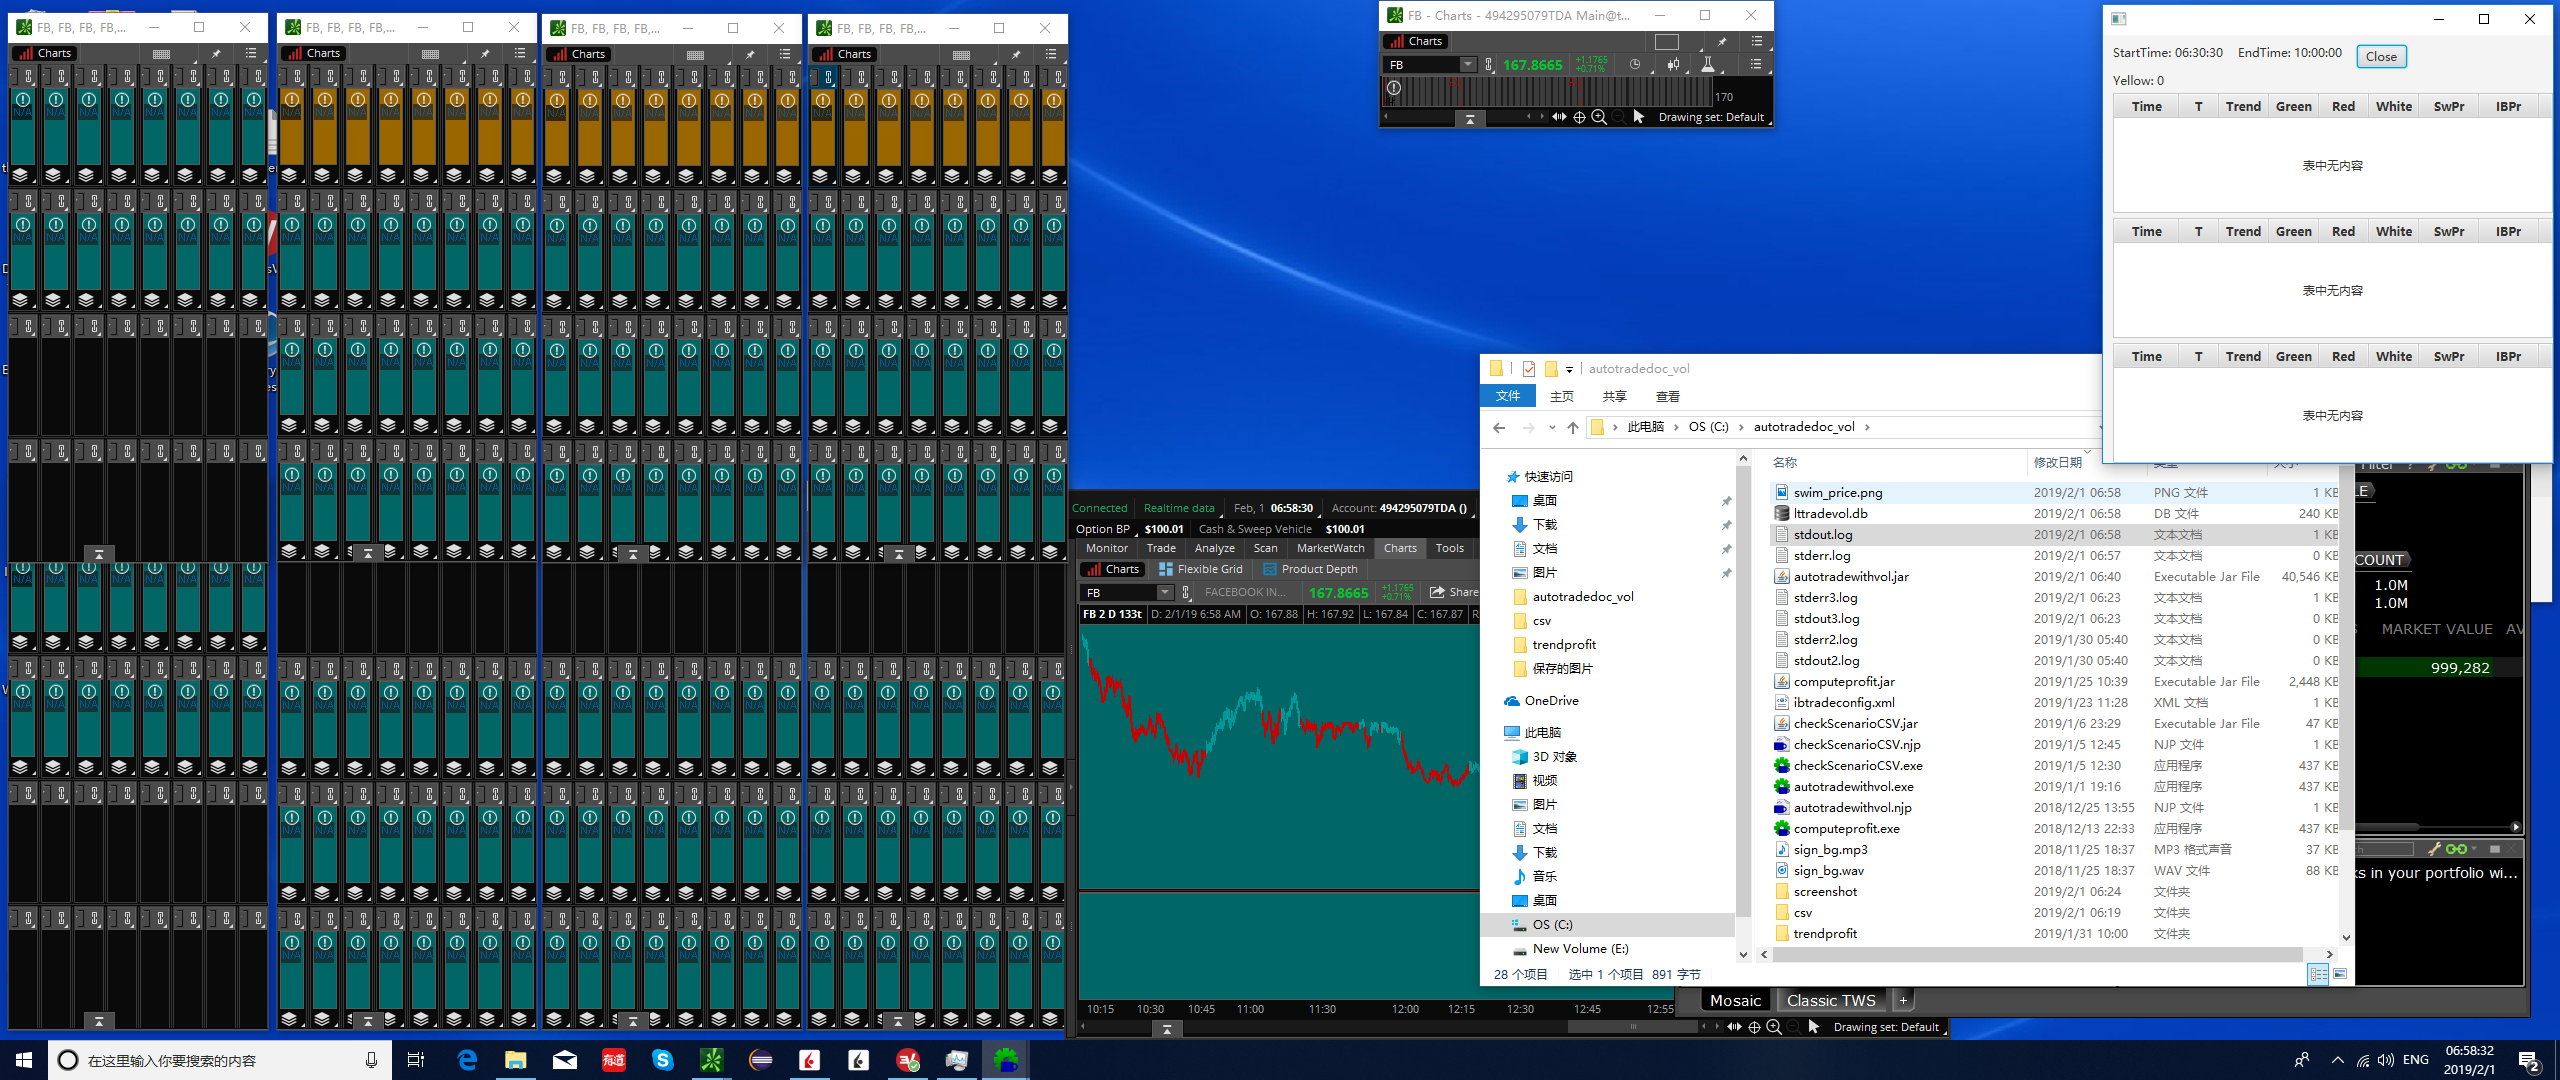 FB, FB, FB, FB,...
Charts
FB, FB, FB, FB,...
Charts
FB, FB, FB, FB,...
Charts
FB, FB, FB, FB,...
Charts
FB - Charts - 494295079TDA Main@t...
Charts
FB
167.8665
+1.1765
+0.71%
170
Drawing set: Default
StartTime: 06:30:30 EndTime: 10:00:00 Close
Yellow: 0
Time T Trend Green Red White SwPr IBPr
表中无内容
Time T Trend Green Red White SwPr IBPr
表中无内容
Time T Trend Green Red White SwPr IBPr
表中无内容
Connected Realtime data Feb, 1 06:58:30 Account: 494295079TDA ()
Option BP $100.01 Cash & Sweep Vehicle $100.01
Monitor Trade Analyze Scan MarketWatch Charts Tools
Charts Flexible Grid Product Depth
FB FACEBOOK IN... 167.8665 +1.1765 +0.71% Share
FB 2 D 133t D: 2/1/19 6:58 AM O: 167.88 H: 167.92 L: 167.84 C: 167.87
10:15 10:30 10:45 11:00 11:30 12:00 12:15 12:30 12:45 12:55
Drawing set: Default
autotradedoc_vol
文件 主页 共享 查看
此电脑 OS (C:) autotradedoc_vol
快速访问
桌面
下载
文档
图片
autotradedoc_vol
csv
trendprofit
保存的图片
OneDrive
此电脑
3D 对象
视频
图片
文档
下载
音乐
桌面
OS (C:)
New Volume (E:)
名称 修改日期
swim_price.png 2019/2/1 06:58 PNG 文件 1 KB
lttradevol.db 2019/2/1 06:58 DB 文件 240 KB
stdout.log 2019/2/1 06:58 文本文档 1 KB
stderr.log 2019/2/1 06:57 文本文档 0 KB
autotradewithvol.jar 2019/2/1 06:40 Executable Jar File 40,546 KB
stderr3.log 2019/2/1 06:23 文本文档 1 KB
stdout3.log 2019/2/1 06:23 文本文档 0 KB
stderr2.log 2019/1/30 05:40 文本文档 0 KB
stdout2.log 2019/1/30 05:40 文本文档 0 KB
computeprofit.jar 2019/1/25 10:39 Executable Jar File 2,448 KB
ibtradeconfig.xml 2019/1/23 11:28 XML 文档 1 KB
checkScenarioCSV.jar 2019/1/6 23:29 Executable Jar File 47 KB
checkScenarioCSV.njp 2019/1/5 12:45 NJP 文件 1 KB
checkScenarioCSV.exe 2019/1/5 12:30 应用程序 437 KB
autotradewithvol.exe 2019/1/1 19:16 应用程序 437 KB
autotradewithvol.njp 2018/12/25 13:55 NJP 文件 1 KB
computeprofit.exe 2018/12/13 22:33 应用程序 437 KB
sign_bg.mp3 2018/11/25 18:37 MP3 格式声音 37 KB
sign_bg.wav 2018/11/25 18:37 WAV 文件 88 KB
screenshot 2019/2/1 06:24 文件夹
csv 2019/2/1 06:19 文件夹
trendprofit 2019/1/31 10:00 文件夹
28 个项目 选中 1 个项目 891 字节
COUNT
1.0M
1.0M
MARKET VALUE AV
999,282
ks in your portfolio wi...
Mosaic Classic TWS +
在这里输入你要搜索的内容
ENG
06:58:32
2019/2/1
2